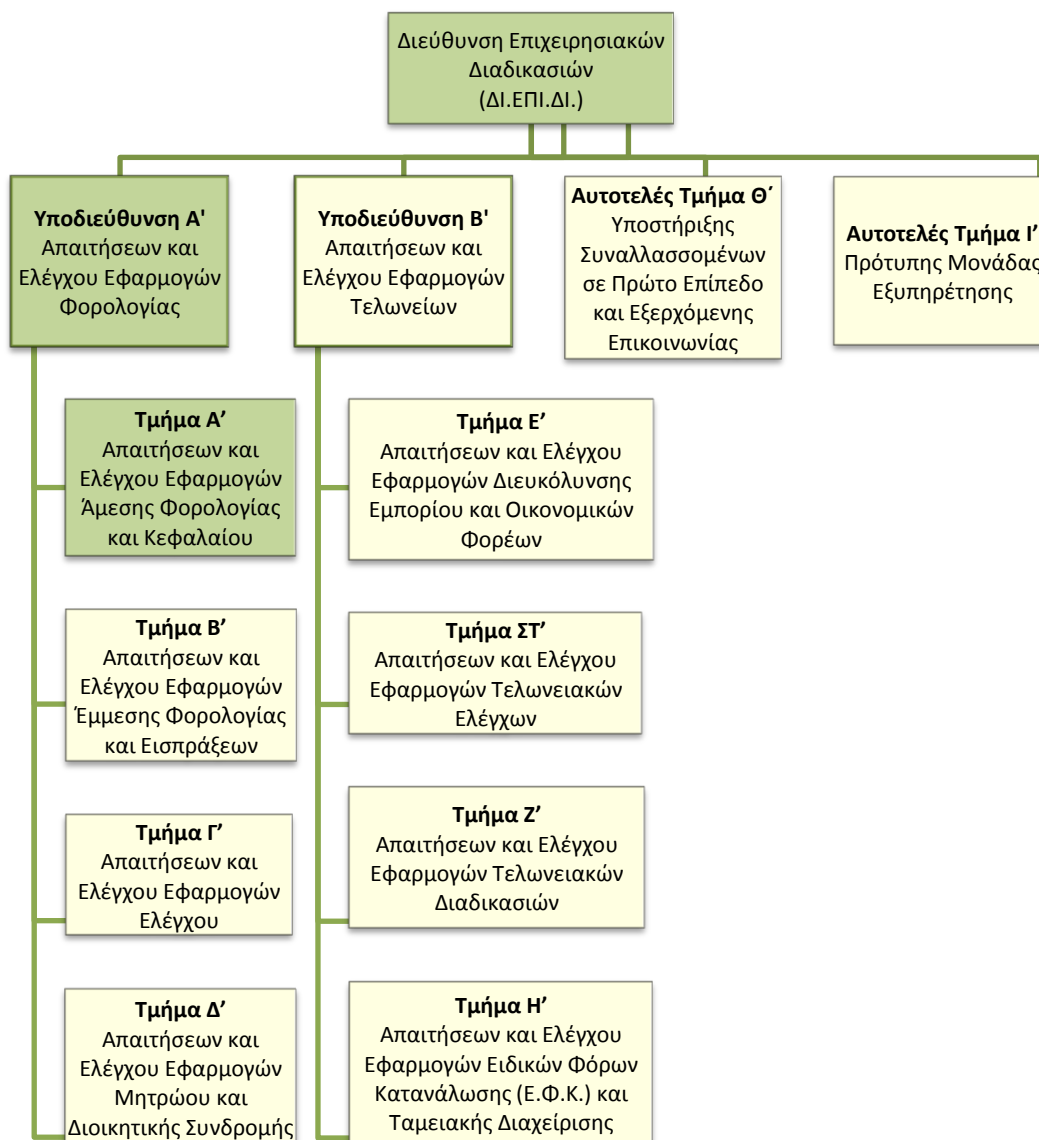 Διεύθυνση Επιχειρησιακών
Διαδικασιών
(ΔΙ.ΕΠΙ.ΔΙ.)
Υποδιεύθυνση Α'
Απαιτήσεων και
Ελέγχου Εφαρμογών
Φορολογίας
Υποδιεύθυνση Β'
Απαιτήσεων και
Ελέγχου Εφαρμογών
Τελωνείων
Αυτοτελές Τμήμα Θ΄
Υποστήριξης
Συναλλασσομένων
σε Πρώτο Επίπεδο
και Εξερχόμενης
Επικοινωνίας
Αυτοτελές Τμήμα Ι’
Πρότυπης Μονάδας
Εξυπηρέτησης
Τμήμα Α’
Απαιτήσεων και
Ελέγχου Εφαρμογών
Άμεσης Φορολογίας
και Κεφαλαίου
Τμήμα Β’
Απαιτήσεων και
Ελέγχου Εφαρμογών
Έμμεσης Φορολογίας
και Εισπράξεων
Τμήμα Γ’
Απαιτήσεων και
Ελέγχου Εφαρμογών
Ελέγχου
Τμήμα Δ’
Απαιτήσεων και
Ελέγχου Εφαρμογών
Μητρώου και
Διοικητικής Συνδρομής
Τμήμα Ε’
Απαιτήσεων και Ελέγχου
Εφαρμογών Διευκόλυνσης
Εμπορίου και Οικονομικών
Φορέων
Τμήμα ΣΤ’
Απαιτήσεων και Ελέγχου
Εφαρμογών Τελωνειακών
Ελέγχων
Τμήμα Ζ’
Απαιτήσεων και Ελέγχου
Εφαρμογών Τελωνειακών
Διαδικασιών
Τμήμα Η’
Απαιτήσεων και Ελέγχου
Εφαρμογών Ειδικών Φόρων
Κατανάλωσης (Ε.Φ.Κ.) και
Ταμειακής Διαχείρισης